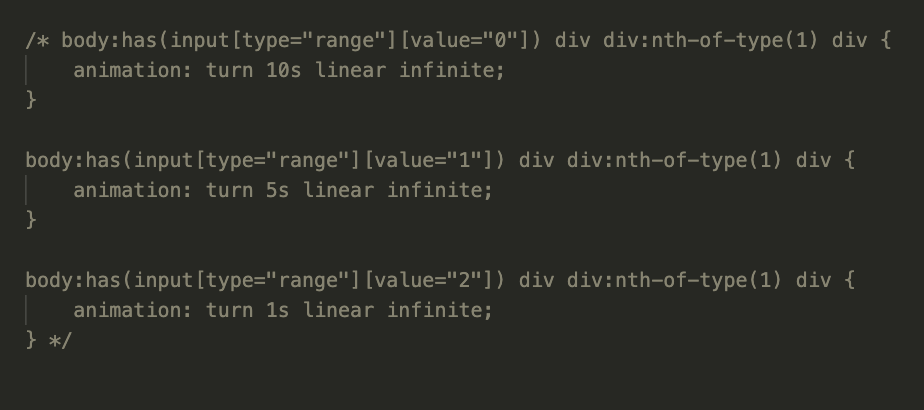 /* body:has(input[type="range"][value="0"]) div div:nth-of-type(1) div {
    animation: turn 10s linear infinite;
}

body:has(input[type="range"][value="1"]) div div:nth-of-type(1) div {
    animation: turn 5s linear infinite;
}

body:has(input[type="range"][value="2"]) div div:nth-of-type(1) div {
    animation: turn 1s linear infinite;
} */